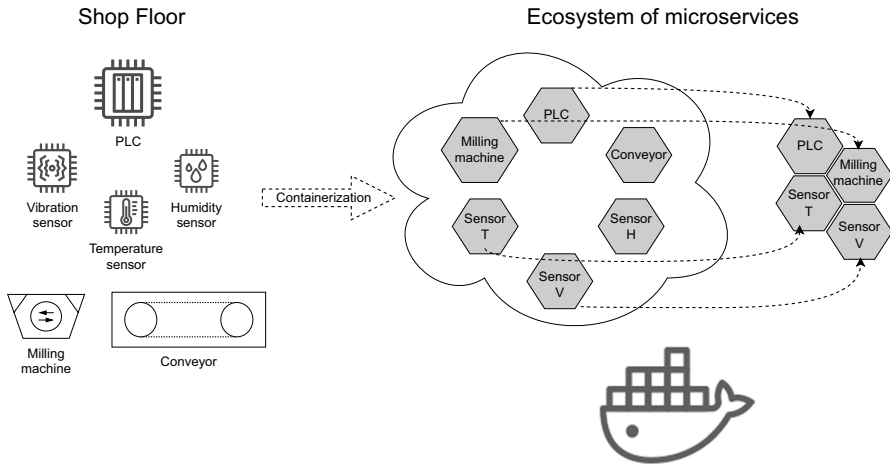 Shop Floor
Ecosystem of microservices
PLC
Vibration
sensor
Humidity
sensor
Temperature
sensor
Milling
machine
Conveyor
Containerization
PLC
Milling
machine
Conveyor
Sensor
T
Sensor
H
Sensor
V
PLC
Milling
machine
Sensor
T
Sensor
V